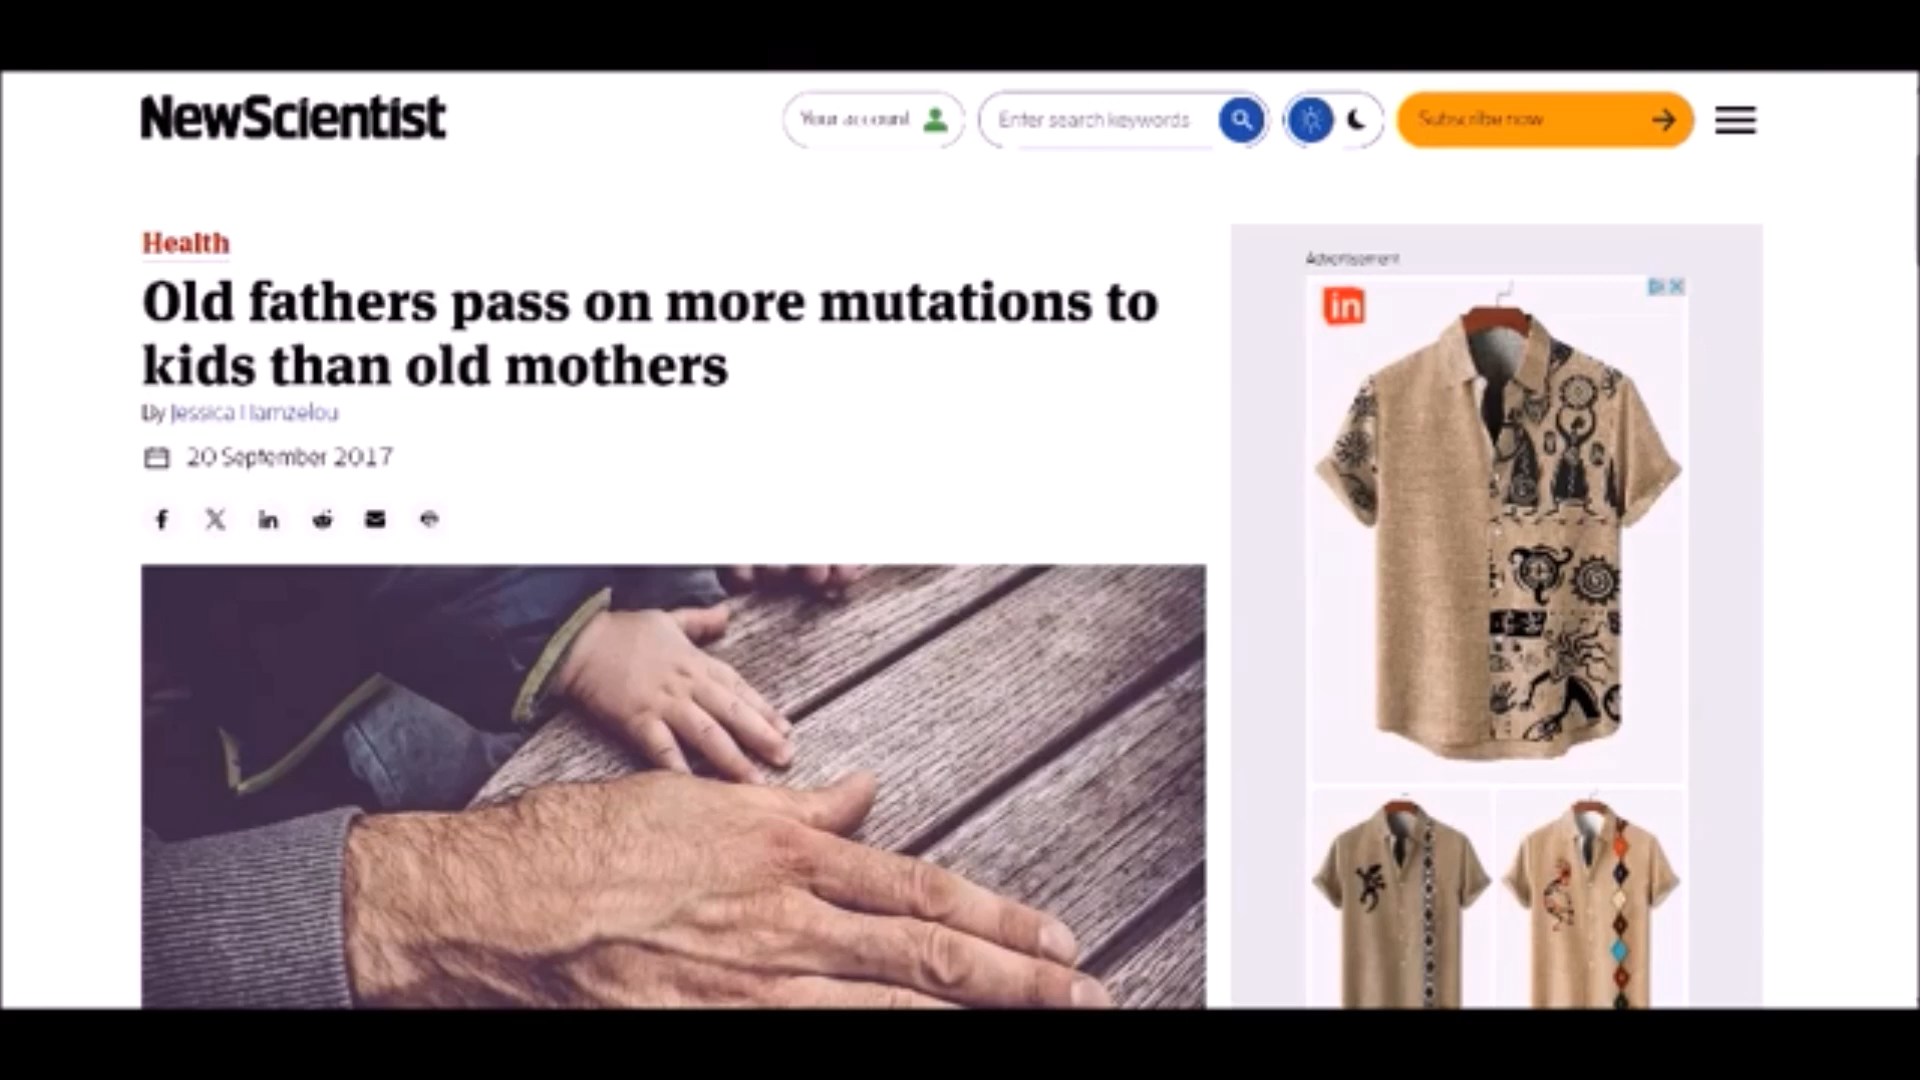 NewScientist
Your account
Enter search keywords
Subscribe now
Health
Old fathers pass on more mutations to
kids than old mothers
By Jessica Hamzelou
20 September 2017
Advertisement
in